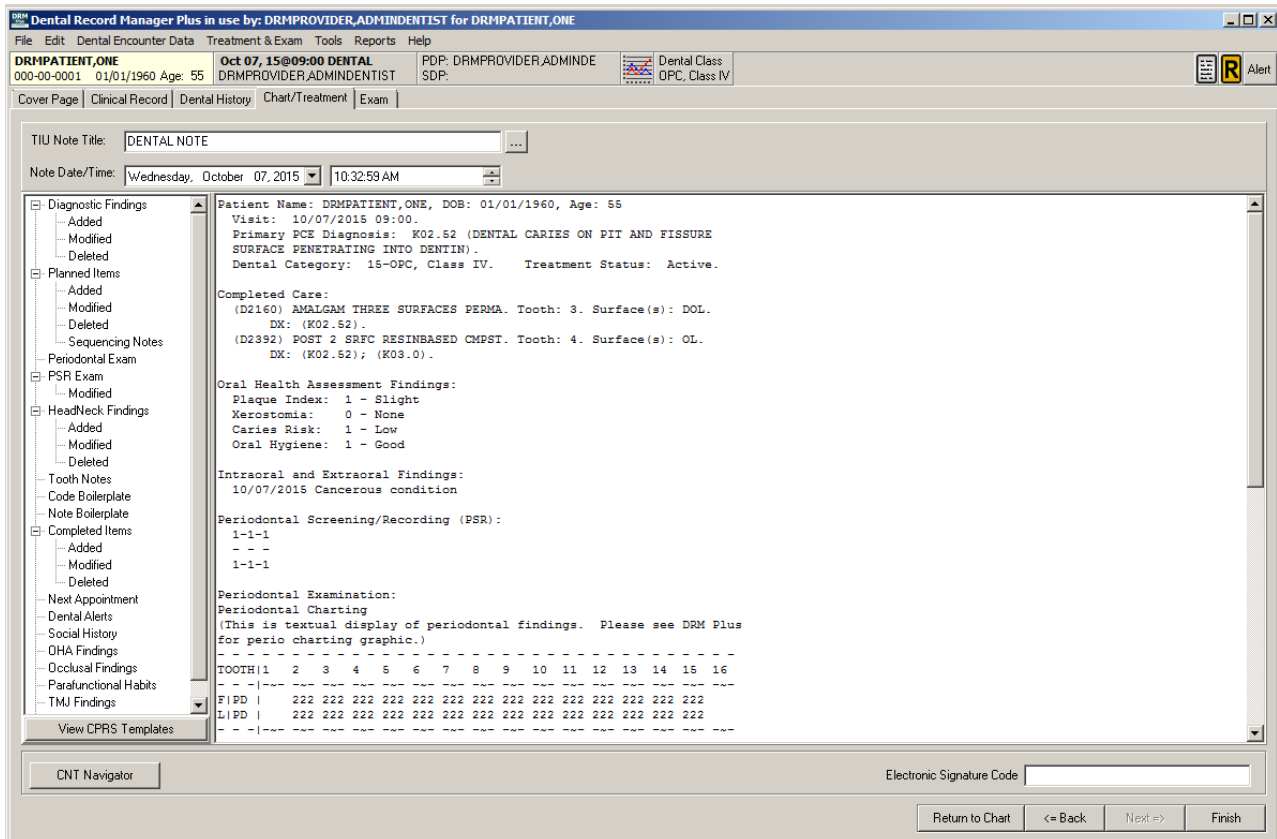 DRM Plus Dental Record Manager Plus in use by: DRMPROVIDER,ADMINDENTIST for DRMPATIENT,ONE
File Edit Dental Encounter Data Treatment & Exam Tools Reports Help
DRMPATIENT,ONE Oct 07, 15@09:00 DENTAL PDP: DRMPROVIDER,ADMINDE Dental Class
000-00-0001 01/01/1960 Age: 55 DRMPROVIDER,ADMINDENTIST SDP: OPC, Class IV R Alert
Cover Page Clinical Record Dental History Chart/Treatment Exam
TIU Note Title: DENTAL NOTE ...
Note Date/Time: Wednesday, October 07, 2015 10:32:59 AM
Diagnostic Findings
Added
Modified
Deleted
Planned Items
Added
Modified
Deleted
Sequencing Notes
Periodontal Exam
PSR Exam
Modified
HeadNeck Findings
Added
Modified
Deleted
Tooth Notes
Code Boilerplate
Note Boilerplate
Completed Items
Added
Modified
Deleted
Next Appointment
Dental Alerts
Social History
OHA Findings
Occlusal Findings
Parafunctional Habits
TMJ Findings
View CPRS Templates
Patient Name: DRMPATIENT,ONE, DOB: 01/01/1960, Age: 55
Visit: 10/07/2015 09:00.
Primary PCE Diagnosis: K02.52 (DENTAL CARIES ON PIT AND FISSURE
SURFACE PENETRATING INTO DENTIN).
Dental Category: 15-OPC, Class IV. Treatment Status: Active.
Completed Care:
(D2160) AMALGAM THREE SURFACES PERMA. Tooth: 3. Surface(s): DOL.
DX: (K02.52).
(D2392) POST 2 SRFC RESINBASED CMPST. Tooth: 4. Surface(s): OL.
DX: (K02.52); (K03.0).
Oral Health Assessment Findings:
Plaque Index: 1 - Slight
Xerostomia: 0 - None
Caries Risk: 1 - Low
Oral Hygiene: 1 - Good
Intraoral and Extraoral Findings:
10/07/2015 Cancerous condition
Periodontal Screening/Recording (PSR):
1-1-1
- - -
1-1-1
Periodontal Examination:
Periodontal Charting
(This is textual display of periodontal findings. Please see DRM Plus
for perio charting graphic.)
- - - - - - - - - - - - - - - - - - - - - - - - - - - - - -
TOOTH|1 2 3 4 5 6 7 8 9 10 11 12 13 14 15 16
- - -|-~- -~- -~- -~- -~- -~- -~- -~- -~- -~- -~- -~- -~- -~- -~- -~-
F|PD | 222 222 222 222 222 222 222 222 222 222 222 222 222 222
L|PD | 222 222 222 222 222 222 222 222 222 222 222 222 222 222
- - -|-~- -~- -~- -~- -~- -~- -~- -~- -~- -~- -~- -~- -~- -~- -~- -~-
CNT Navigator Electronic Signature Code
Return to Chart <= Back Next => Finish